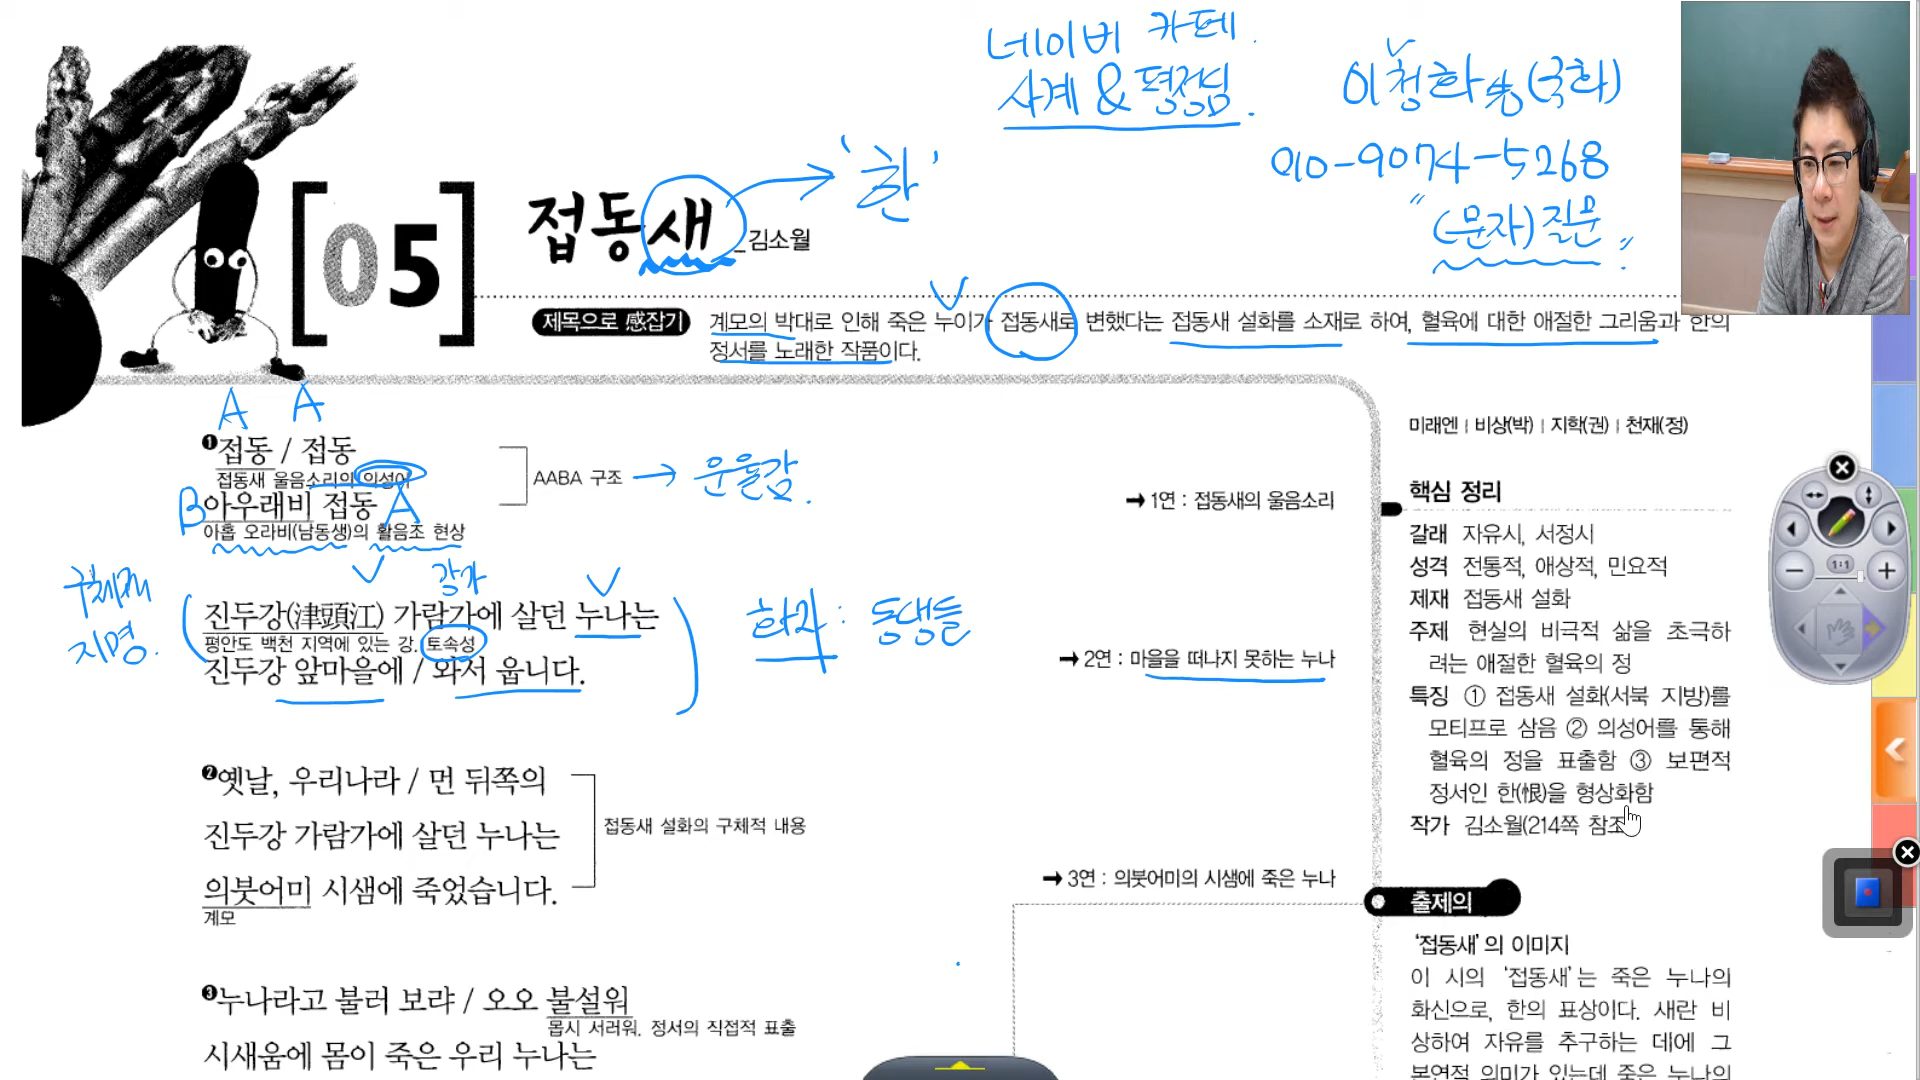 네이버 카페
사계 & 평정심.
이청화 쌤(국화)
010-9074-5268
"(문자) 질문"
[05] 접동새_김소월
'한'
제목으로 感잡기 계모의 박대로 인해 죽은 누이가 접동새로 변했다는 접동새 설화를 소재로 하여, 혈육에 대한 애절한 그리움과 한의
정서를 노래한 작품이다.
A A
❶접동 / 접동
접동새 울음소리의 의성어
B 아우래비 접동 A
아홉 오라비(남동생)의 활음조 현상
AABA 구조 → 운율감.
➞ 1연 : 접동새의 울음소리
구체적
지명.
강가
진두강(津頭江) 가람가에 살던 누나는
평안도 백천 지역에 있는 강. 토속성
진두강 앞마을에 / 와서 웁니다.
화자 : 동생들
➞ 2연 : 마을을 떠나지 못하는 누나
❷옛날, 우리나라 / 먼 뒤쪽의
진두강 가람가에 살던 누나는
의붓어미 시샘에 죽었습니다.
계모
접동새 설화의 구체적 내용
➞ 3연 : 의붓어미의 시샘에 죽은 누나
❸누나라고 불러 보랴 / 오오 불설워
몹시 서러워. 정서의 직접적 표출
시새움에 몸이 죽은 우리 누나는
미래엔 | 비상(박) | 지학(권) | 천재(정)
핵심 정리
갈래 자유시, 서정시
성격 전통적, 애상적, 민요적
제재 접동새 설화
주제 현실의 비극적 삶을 초극하
려는 애절한 혈육의 정
특징 ① 접동새 설화(서북 지방)를
모티프로 삼음 ② 의성어를 통해
혈육의 정을 표출함 ③ 보편적
정서인 한(恨)을 형상화함
작가 김소월(214쪽 참조
출제의
'접동새'의 이미지
이 시의 '접동새'는 죽은 누나의
화신으로, 한의 표상이다. 새란 비
상하여 자유를 추구하는 데에 그
본연적 의미가 있는데 죽은 누나의
1:1